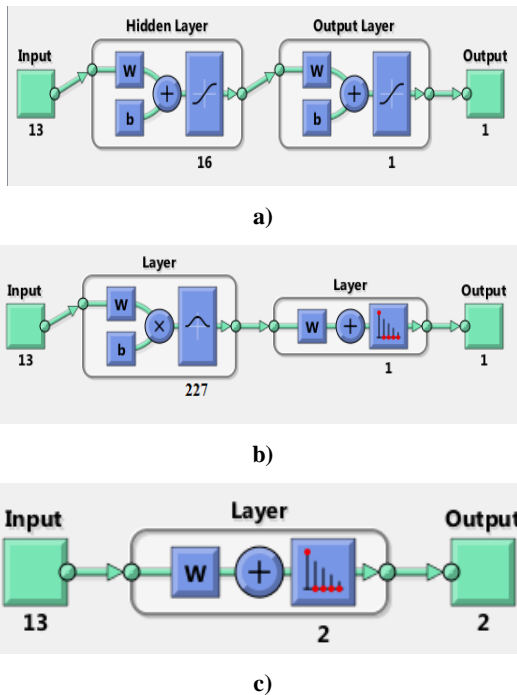 Hidden Layer
Output Layer
Input
Output
W
b
+
W
b
+
13
16
1
1
a)
Layer
Layer
Input
Output
W
b
×
W
+
13
227
1
1
b)
Layer
Input
Output
W
+
13
2
2
c)